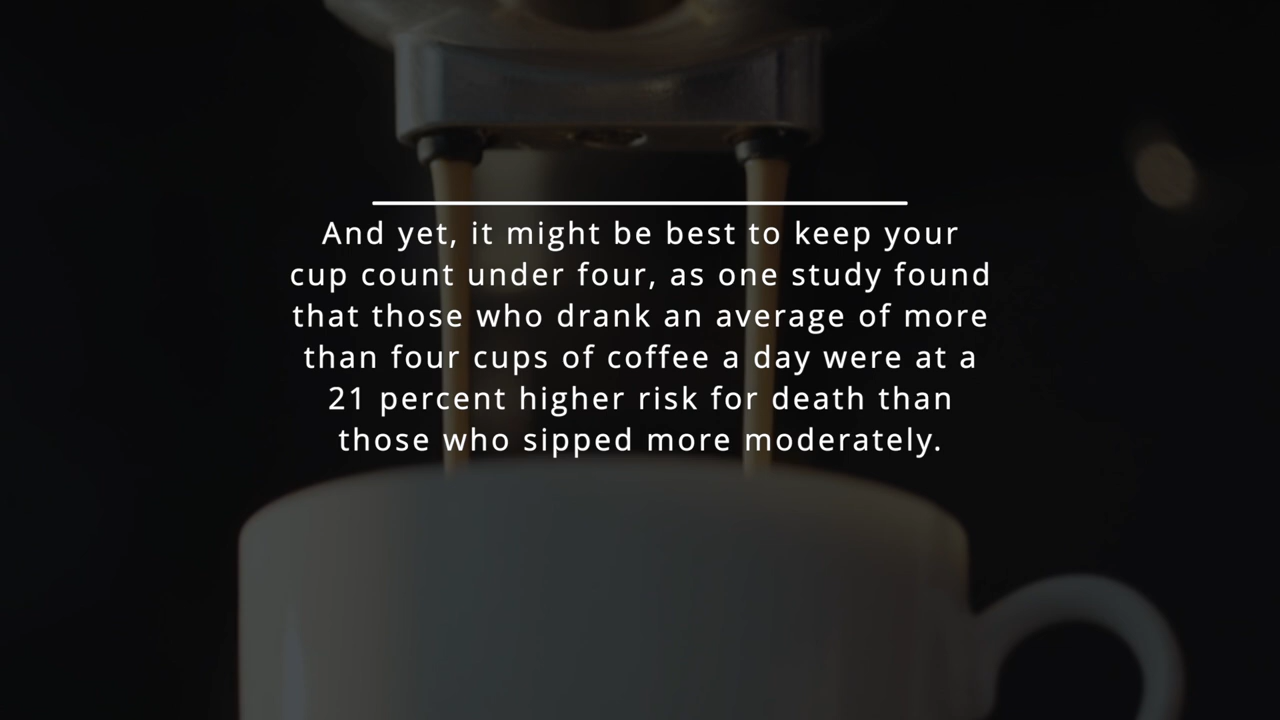 And yet, it might be best to keep your
cup count under four, as one study found
that those who drank an average of more
than four cups of coffee a day were at a
21 percent higher risk for death than
those who sipped more moderately.